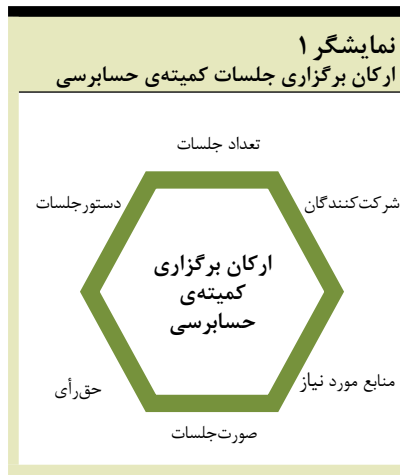 نمایشگر ۱
ارکان برگزاری جلسات کمیته‌ی حسابرسی
تعداد جلسات
شرکت‌کنندگان
دستورجلسات
ارکان برگزاری
کمیته‌ی
حسابرسی
منابع مورد نیاز
حق‌رأی
صورت‌جلسات